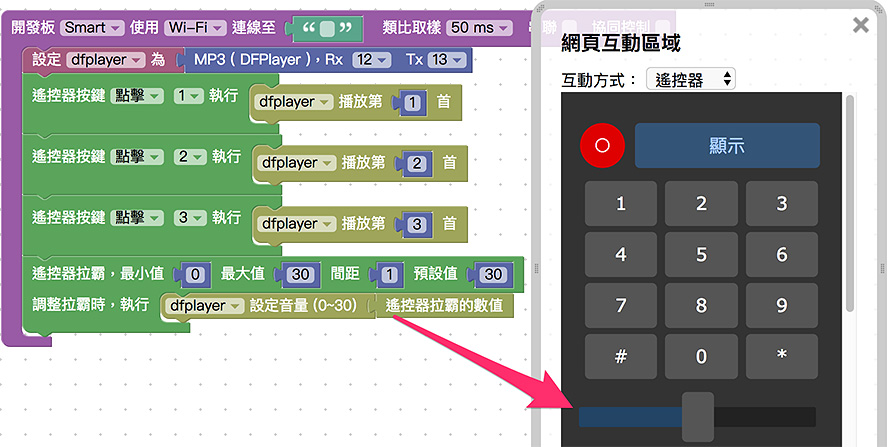 開發板 Smart 使用 Wi-Fi 連線至 “ ” 類比取樣 50 ms 串聯 協同控制
設定 dfplayer 為 MP3 ( DFPlayer )，Rx 12 Tx 13
遙控器按鍵 點擊 1 執行 dfplayer 播放第 1 首
遙控器按鍵 點擊 2 執行 dfplayer 播放第 2 首
遙控器按鍵 點擊 3 執行 dfplayer 播放第 3 首
遙控器拉霸，最小值 0 最大值 30 間距 1 預設值 30
調整拉霸時，執行 dfplayer 設定音量 (0~30) 遙控器拉霸的數值
網頁互動區域
互動方式： 遙控器
顯示
1 2 3
4 5 6
7 8 9
# 0 *